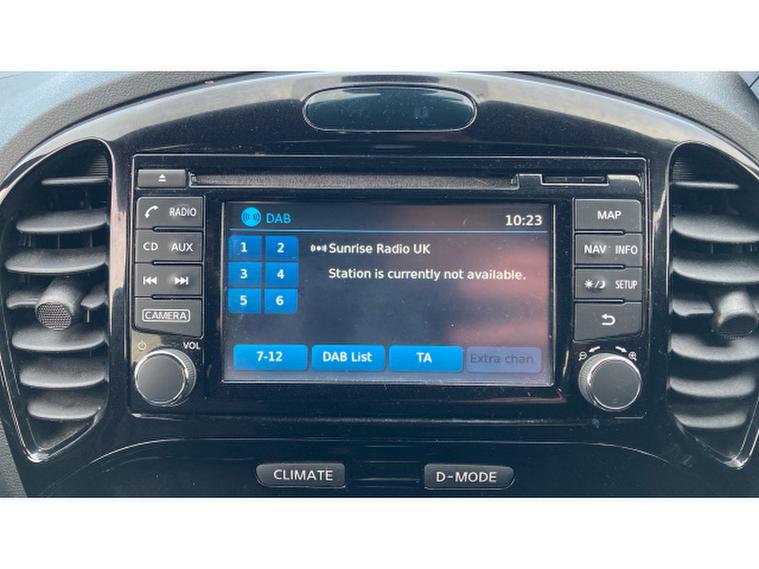 DAB 10:23
RADIO MAP
1 2 Sunrise Radio UK
CD AUX NAV INFO
3 4 Station is currently not available.
SETUP
5 6
CAMERA
VOL
7-12 DAB List TA Extra chan
CLIMATE D-MODE